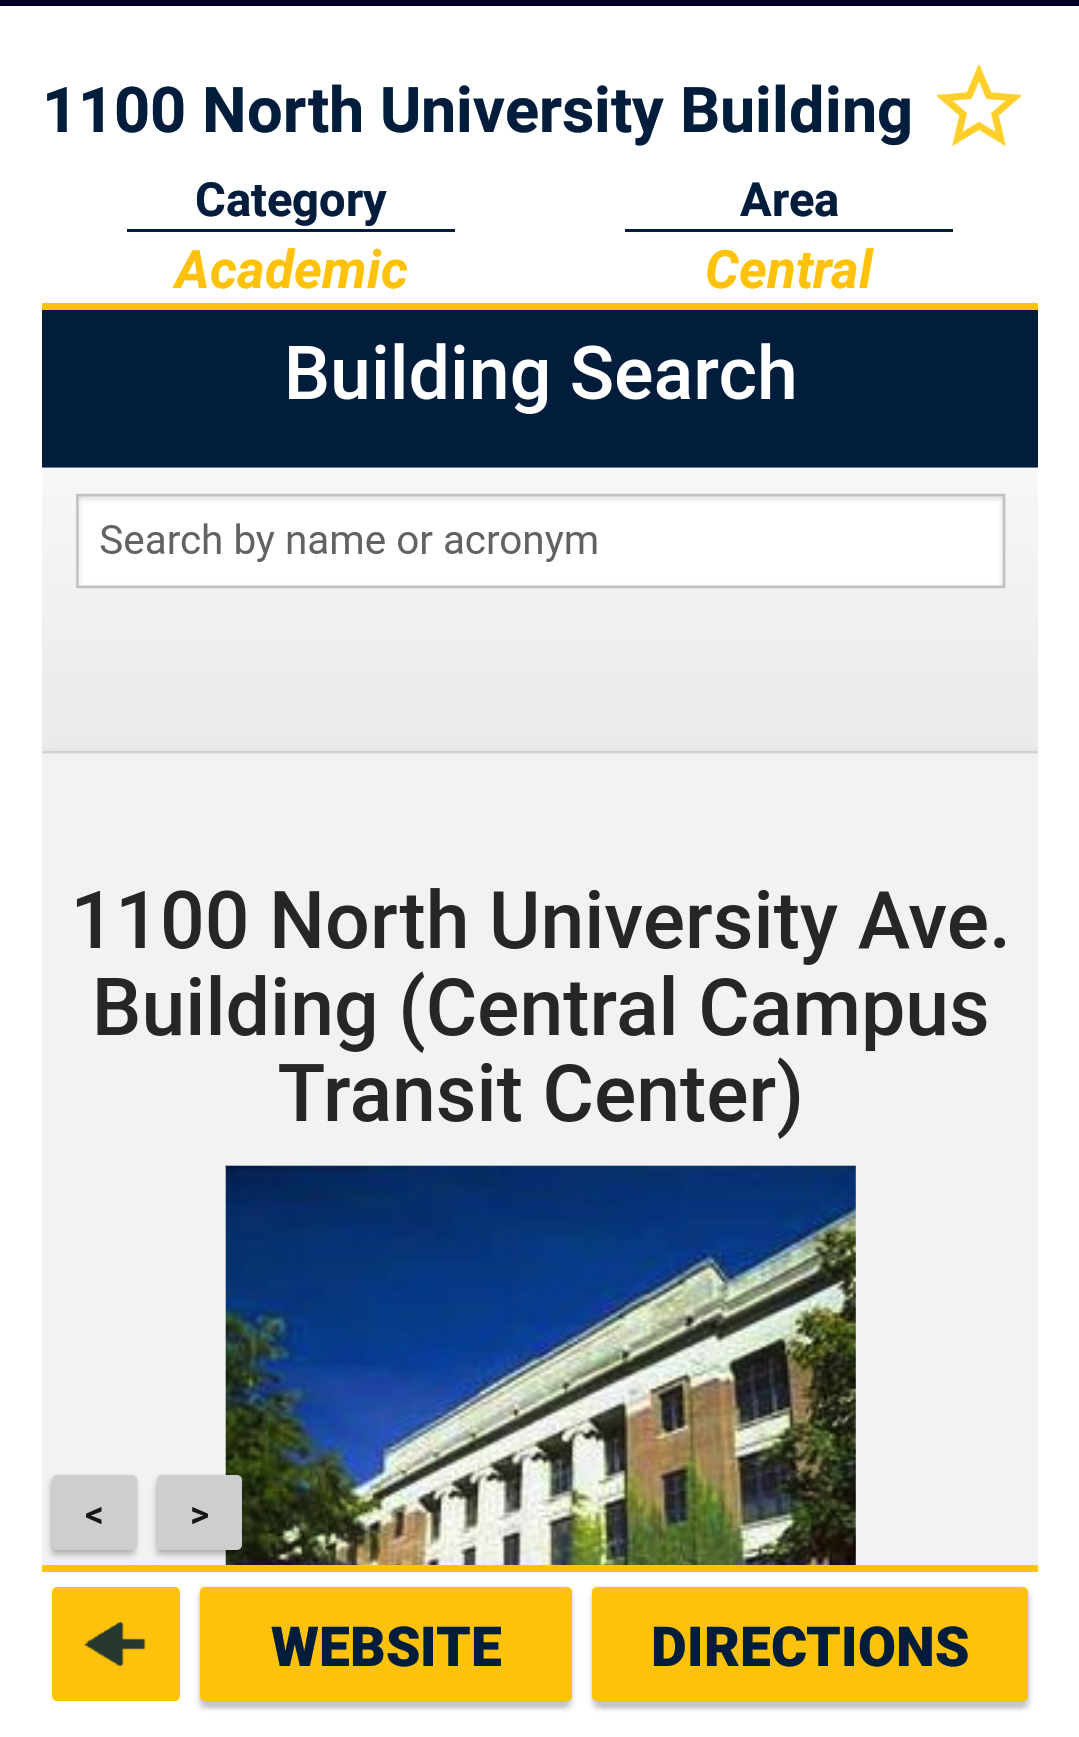 1100 North University Building
Category
Area
Academic
Central
Building Search
Search by name or acronym
1100 North University Ave.
Building (Central Campus
Transit Center)
< >
WEBSITE
DIRECTIONS